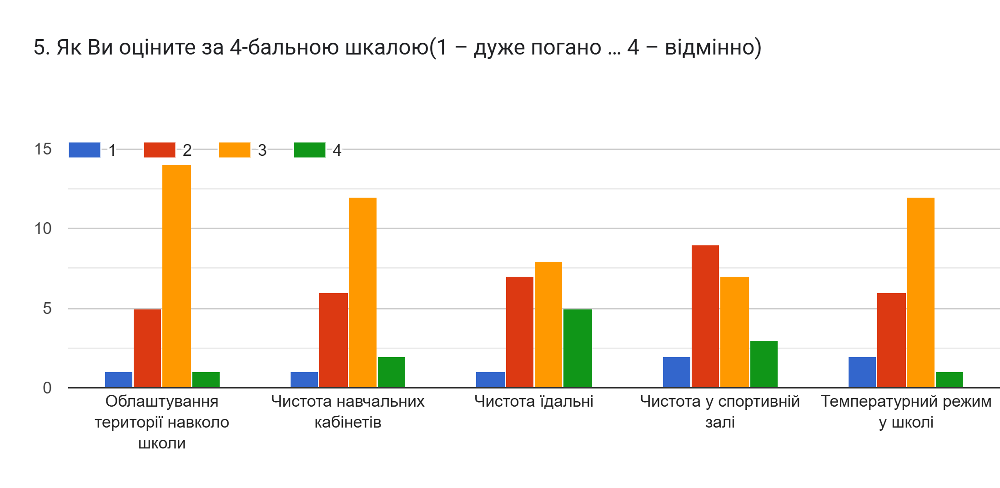 5. Як Ви оціните за 4-бальною шкалою(1 – дуже погано … 4 – відмінно)
1 2 3 4
15
10
5
0
Облаштування
території навколо
школи
Чистота навчальних
кабінетів
Чистота їдальні
Чистота у спортивній
залі
Температурний режим
у школі